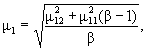 μ₁ = √((μ₁₂² + μ₁₁²(β − 1)) / β),